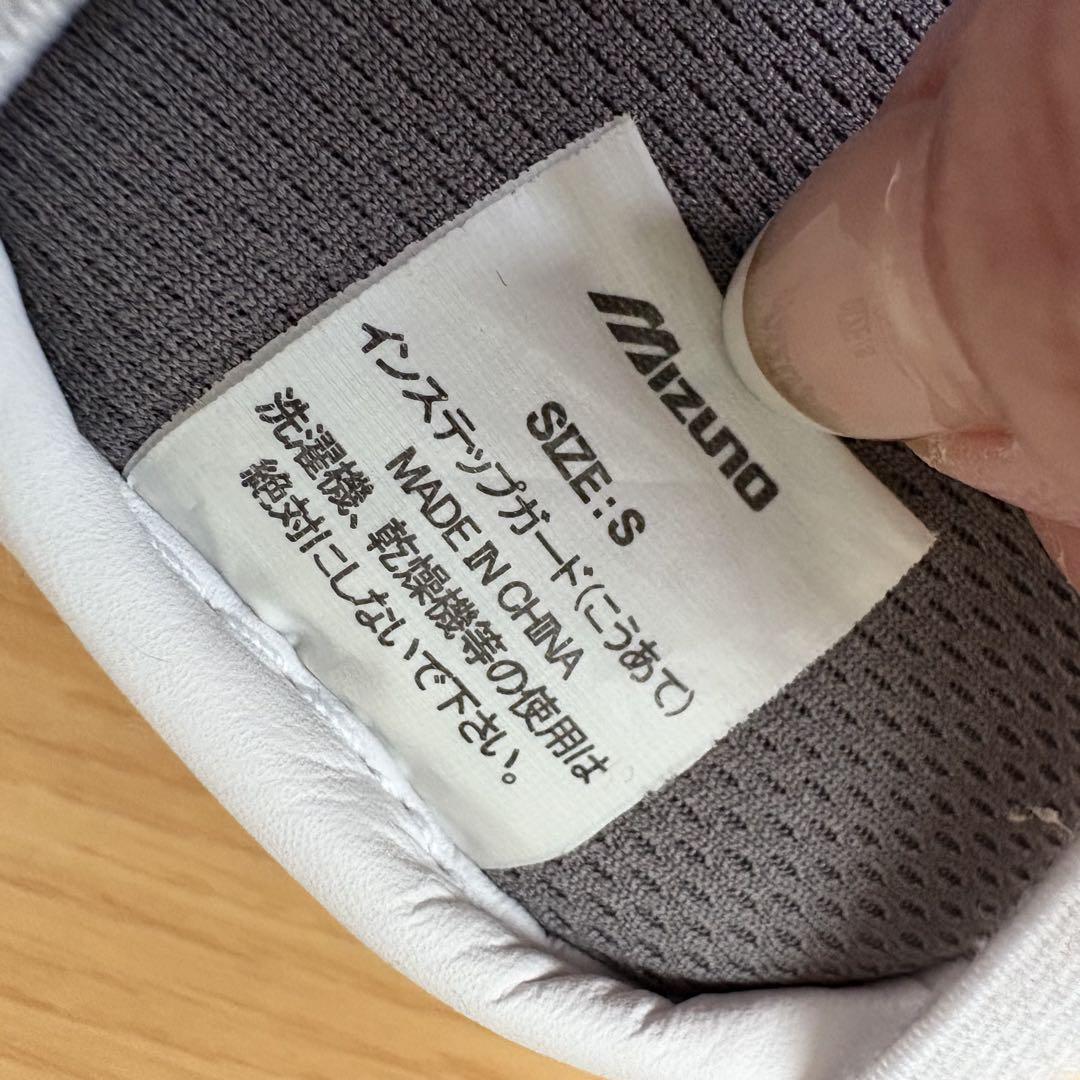 MIZUNO
SIZE:S
インステップガード(こうあて)
MADE IN CHINA
洗濯機、乾燥機等の使用は
絶対にしないで下さい。